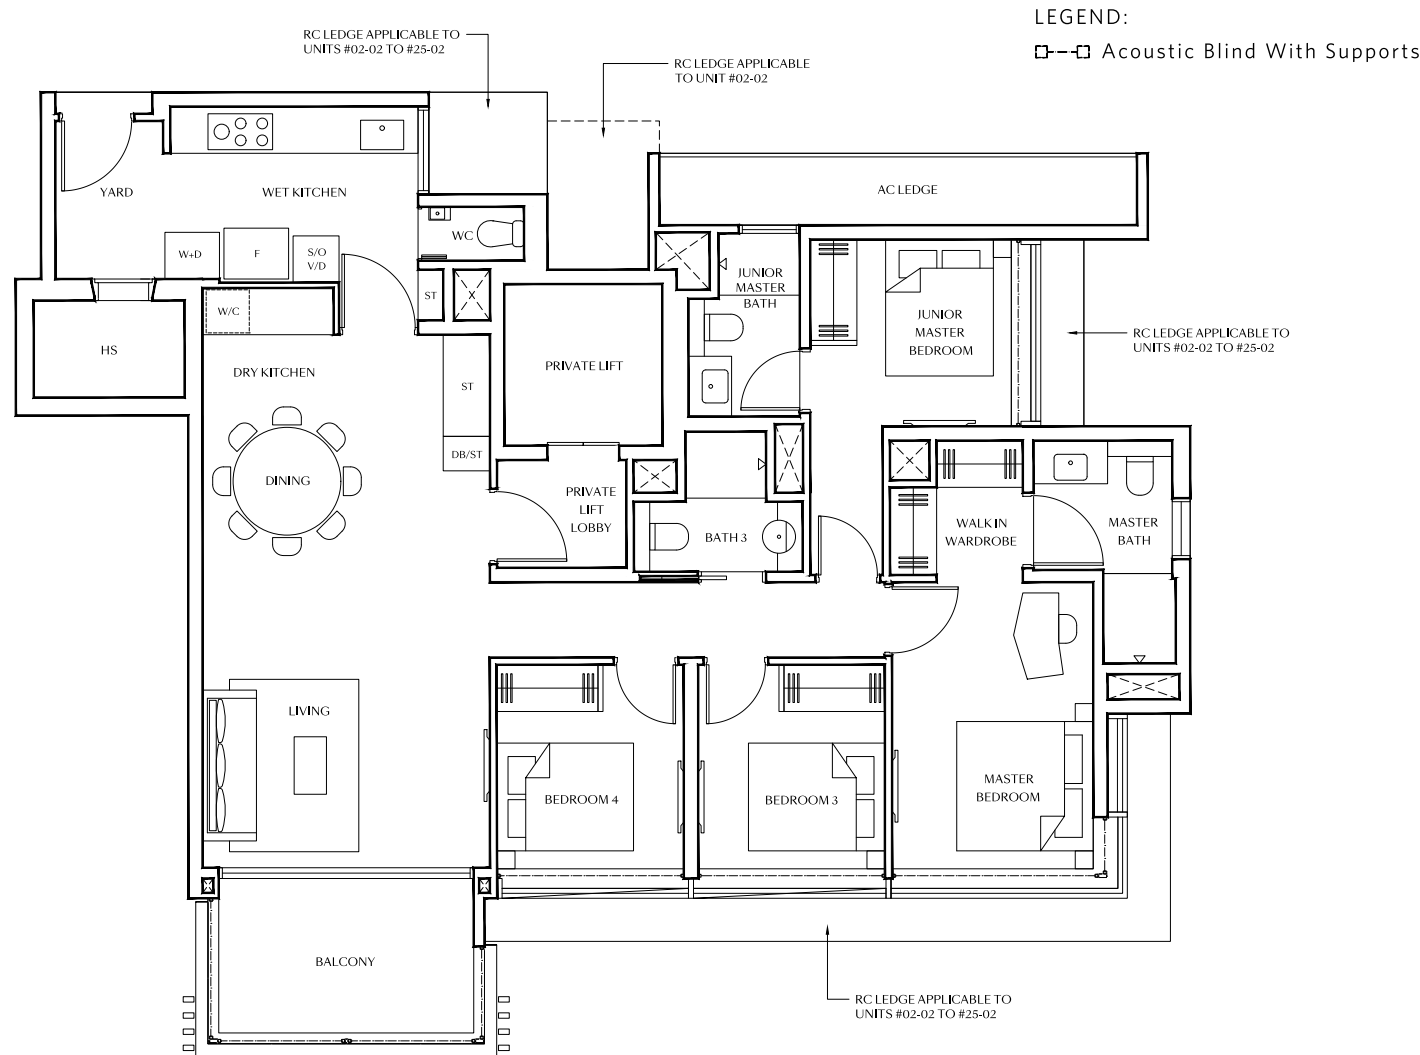 LEGEND:
Acoustic Blind With Supports
RC LEDGE APPLICABLE TO
UNITS #02-02 TO #25-02
RC LEDGE APPLICABLE
TO UNIT #02-02
YARD
WET KITCHEN
AC LEDGE
WC
W+D
F
S/O
V/D
JUNIOR
MASTER
BATH
ST
X
W/C
JUNIOR
MASTER
BEDROOM
RC LEDGE APPLICABLE TO
UNITS #02-02 TO #25-02
HS
DRY KITCHEN
PRIVATE LIFT
ST
DB/ST
DINING
PRIVATE
LIFT
LOBBY
BATH 3
WALK IN
WARDROBE
MASTER
BATH
LIVING
BEDROOM 4
BEDROOM 3
MASTER
BEDROOM
BALCONY
RC LEDGE APPLICABLE TO
UNITS #02-02 TO #25-02